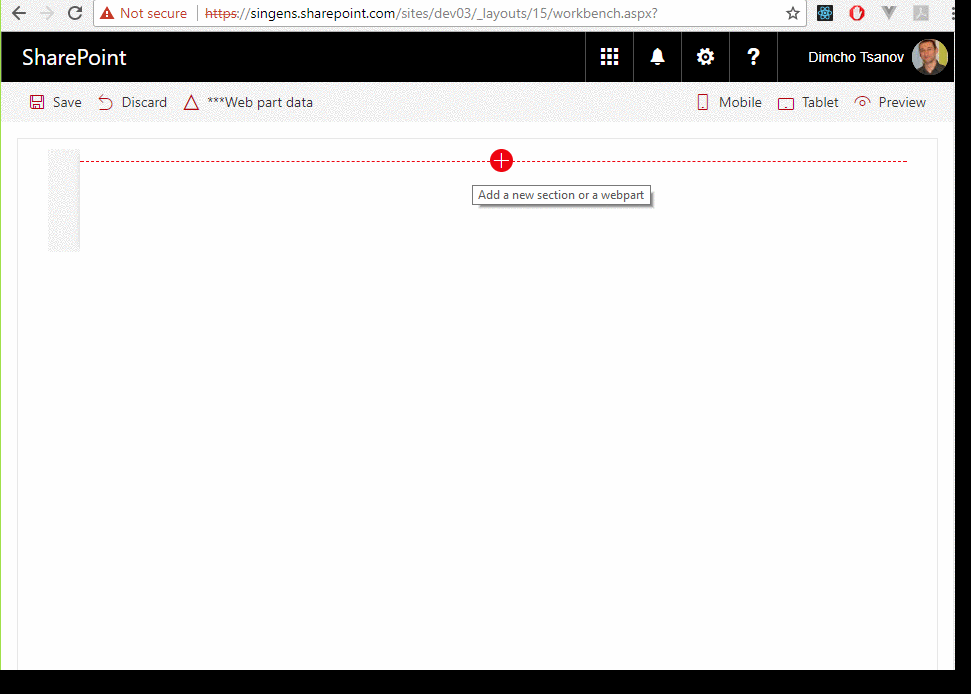 Not secure https://singens.sharepoint.com/sites/dev03/_layouts/15/workbench.aspx?
SharePoint ? Dimcho Tsanov
Save Discard ***Web part data Mobile Tablet Preview
Add a new section or a webpart